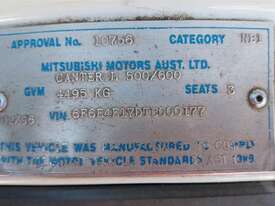 APPROVAL No. 10756 CATEGORY NB1
MITSUBISHI MOTORS AUST. LTD.
CANTER L 500/600
GVM 4495 KG SEATS 3
VIN
THIS VEHICLE WAS MANUFACTURED TO COMPLY
WITH THE MOTOR VEHICLE STANDARDS ACT 1989